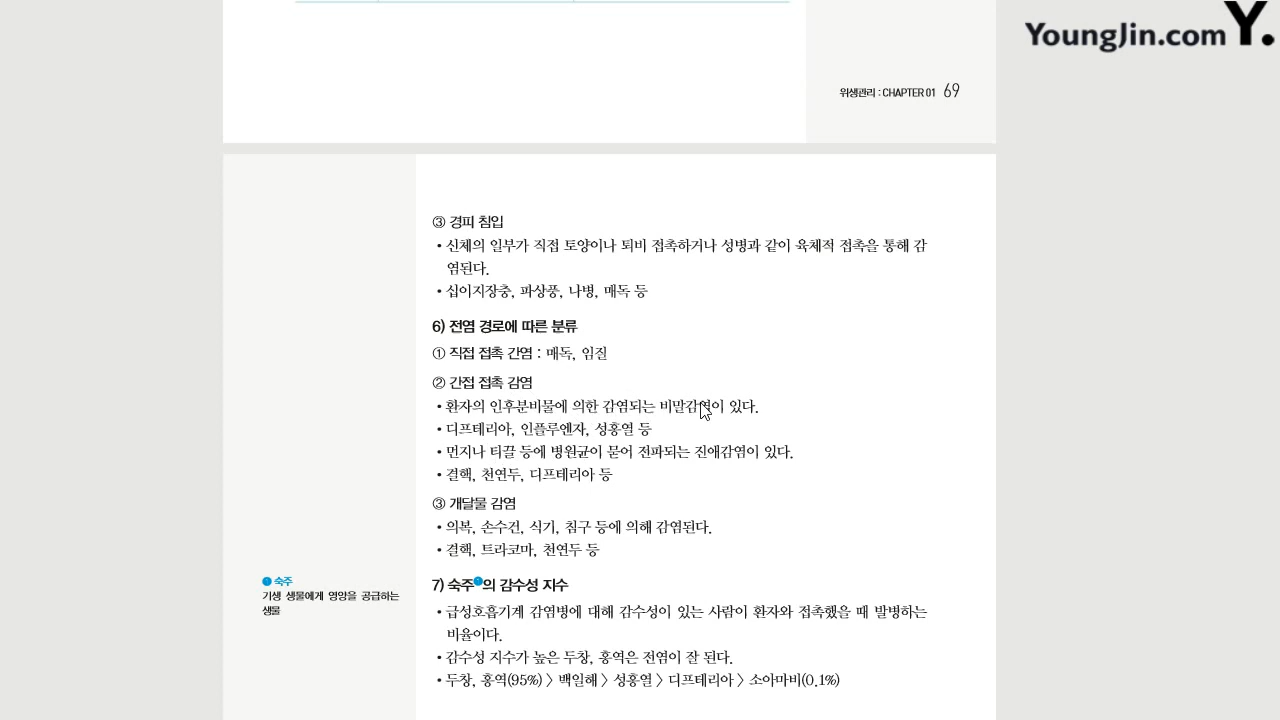 YoungJin.com Y.
위생관리 : CHAPTER 01 69
③ 경피 침입
• 신체의 일부가 직접 토양이나 퇴비 접촉하거나 성병과 같이 육체적 접촉을 통해 감
염된다.
• 십이지장충, 파상풍, 나병, 매독 등
6) 전염 경로에 따른 분류
① 직접 접촉 간염 : 매독, 임질
② 간접 접촉 감염
• 환자의 인후분비물에 의한 감염되는 비말감염이 있다.
• 디프테리아, 인플루엔자, 성홍열 등
• 먼지나 티끌 등에 병원균이 묻어 전파되는 진애감염이 있다.
• 결핵, 천연두, 디프테리아 등
③ 개달물 감염
• 의복, 손수건, 식기, 침구 등에 의해 감염된다.
• 결핵, 트라코마, 천연두 등
❶ 숙주
기생 생물에게 영양을 공급하는
생물
7) 숙주❶의 감수성 지수
• 급성호흡기계 감염병에 대해 감수성이 있는 사람이 환자와 접촉했을 때 발병하는
비율이다.
• 감수성 지수가 높은 두창, 홍역은 전염이 잘 된다.
• 두창, 홍역(95%) 〉 백일해 〉 성홍열 〉 디프테리아 〉 소아마비(0.1%)